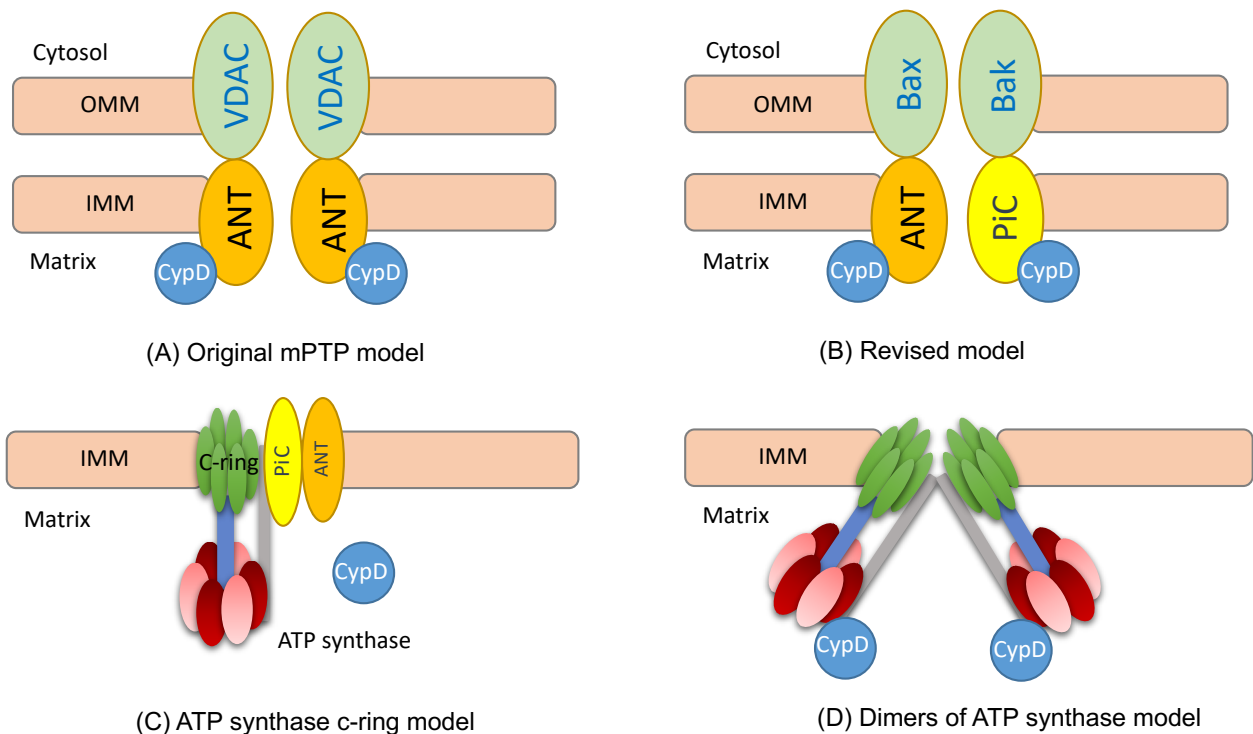 Cytosol
OMM
VDAC
VDAC
IMM
ANT
ANT
Matrix
CypD
CypD
(A) Original mPTP model
Cytosol
OMM
Bax
Bak
IMM
ANT
PiC
Matrix
CypD
CypD
(B) Revised model
IMM
C-ring
PiC
ANT
Matrix
CypD
ATP synthase
(C) ATP synthase c-ring model
IMM
Matrix
CypD
CypD
(D) Dimers of ATP synthase model